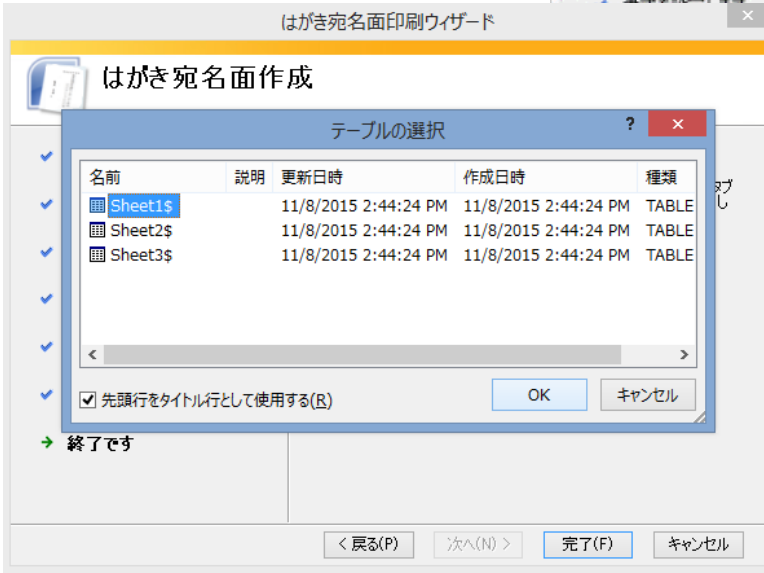 はがき宛名面印刷ウィザード
はがき宛名面作成
テーブルの選択
名前 説明 更新日時 作成日時 種類
Sheet1$ 11/8/2015 2:44:24 PM 11/8/2015 2:44:24 PM TABLE
Sheet2$ 11/8/2015 2:44:24 PM 11/8/2015 2:44:24 PM TABLE
Sheet3$ 11/8/2015 2:44:24 PM 11/8/2015 2:44:24 PM TABLE
タブ
し
先頭行をタイトル行として使用する(R)
OK キャンセル
終了です
< 戻る(P) 次へ(N) > 完了(F) キャンセル